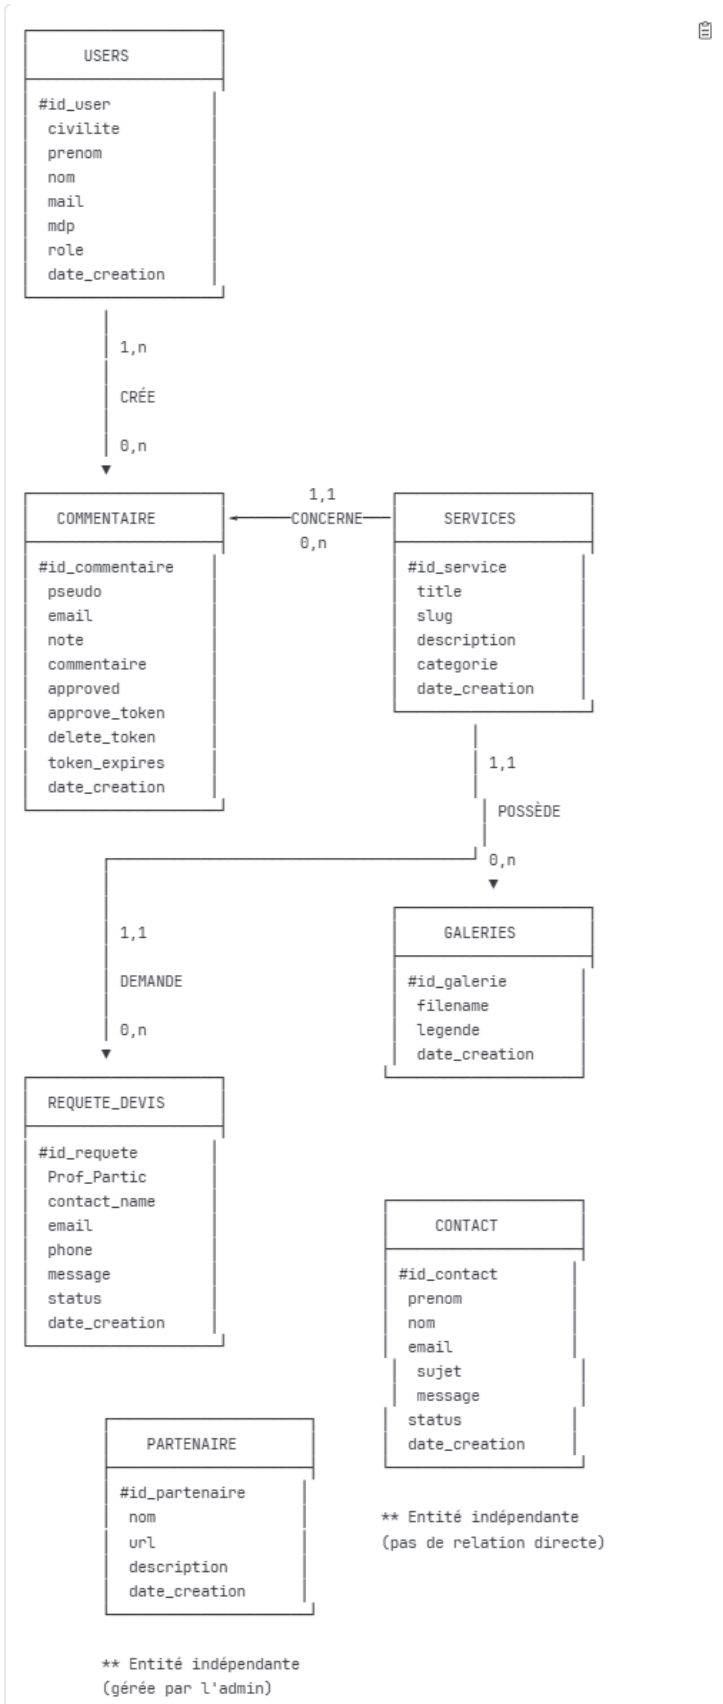 USERS
#id_user
civilite
prenom
nom
mail
mdp
role
date_creation
1,n
CRÉE
0,n
COMMENTAIRE
#id_commentaire
pseudo
email
note
commentaire
approved
approve_token
delete_token
token_expires
date_creation
1,1
CONCERNE
0,n
SERVICES
#id_service
title
slug
description
categorie
date_creation
1,1
POSSÈDE
0,n
GALERIES
#id_galerie
filename
legende
date_creation
1,1
DEMANDE
0,n
REQUETE_DEVIS
#id_requete
Prof_Partic
contact_name
email
phone
message
status
date_creation
CONTACT
#id_contact
prenom
nom
email
sujet
message
status
date_creation
** Entité indépendante
(pas de relation directe)
PARTENAIRE
#id_partenaire
nom
url
description
date_creation
** Entité indépendante
(gérée par l'admin)